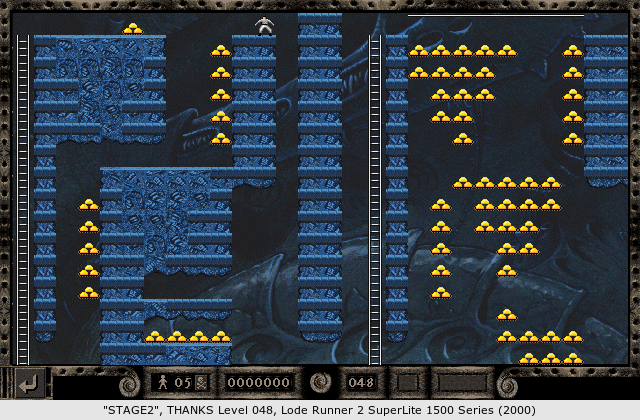 05 0000000 048
"STAGE2", THANKS Level 048, Lode Runner 2 SuperLite 1500 Series (2000)